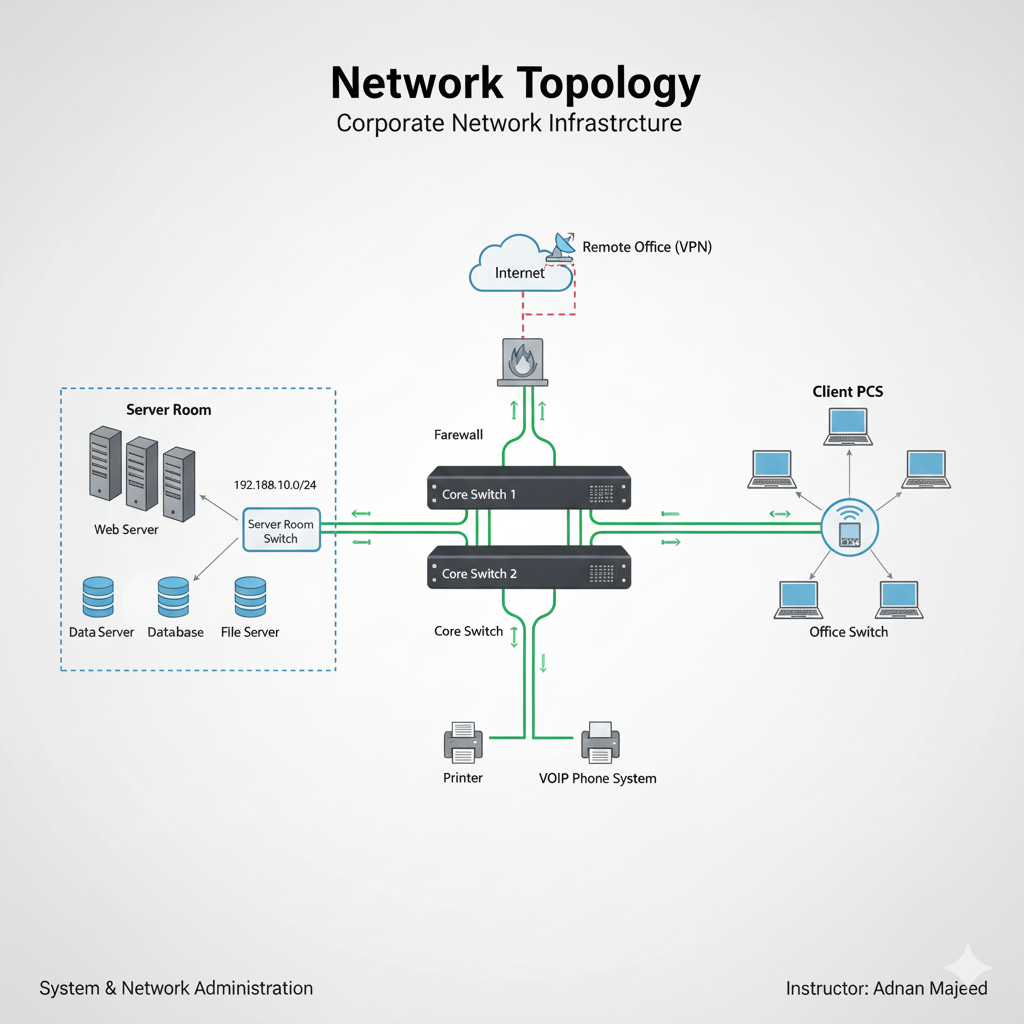 Network Topology
Corporate Network Infrastrcture
Internet
Remote Office (VPN)
Farewall
Server Room
Web Server
192.188.10.0/24
Server Room
Switch
Data Server
Database
File Server
Core Switch 1
Core Switch 2
Core Switch
Client PCS
Office Switch
Printer
VOIP Phone System
System & Network Administration
Instructor: Adnan Majeed